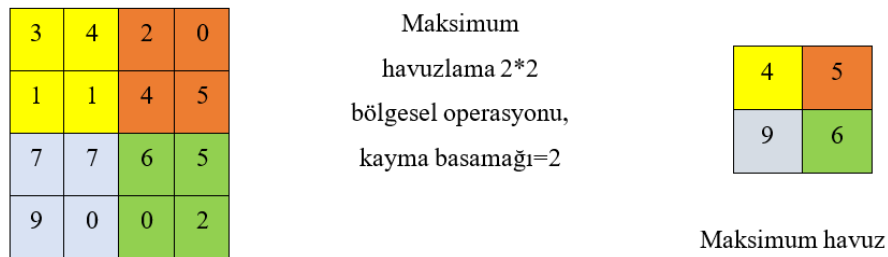 3 4 2 0
1 1 4 5
7 7 6 5
9 0 0 2
Maksimum
havuzlama 2*2
bölgesel operasyonu,
kayma basamağı=2
4 5
9 6
Maksimum havuz